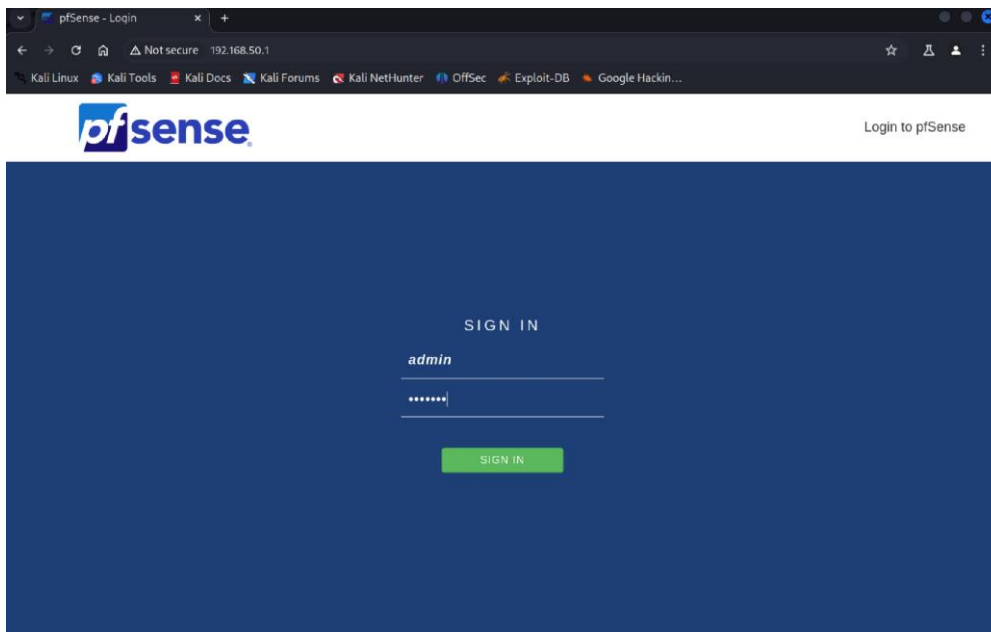 pfSense - Login
Not secure 192.168.50.1
Kali Linux Kali Tools Kali Docs Kali Forums Kali NetHunter OffSec Exploit-DB Google Hackin...
pfsense
Login to pfSense
SIGN IN
admin
•••••••
SIGN IN